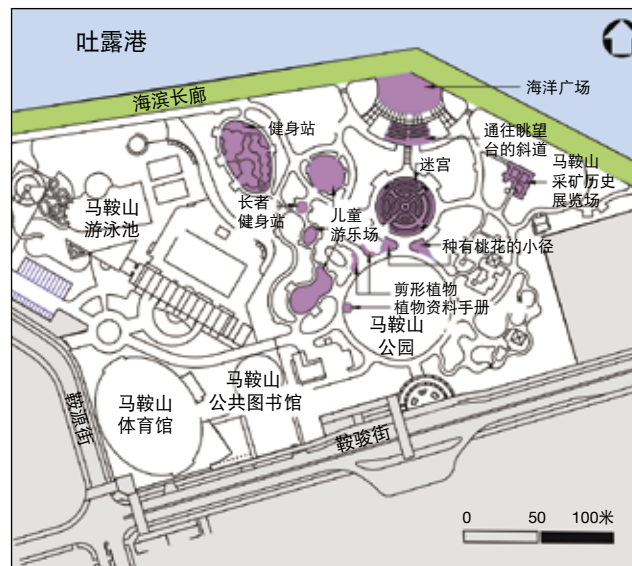 吐露港
海滨长廊
海洋广场
健身站
通往眺望
台的斜道
迷宫
马鞍山
采矿历史
展览场
长者
健身站
儿童
游乐场
马鞍山
游泳池
种有桃花的小径
剪形植物
植物资料手册
马鞍山
公园
马鞍山
公共图书馆
马鞍山
体育馆
鞍源街
鞍骏街
0 50 100米